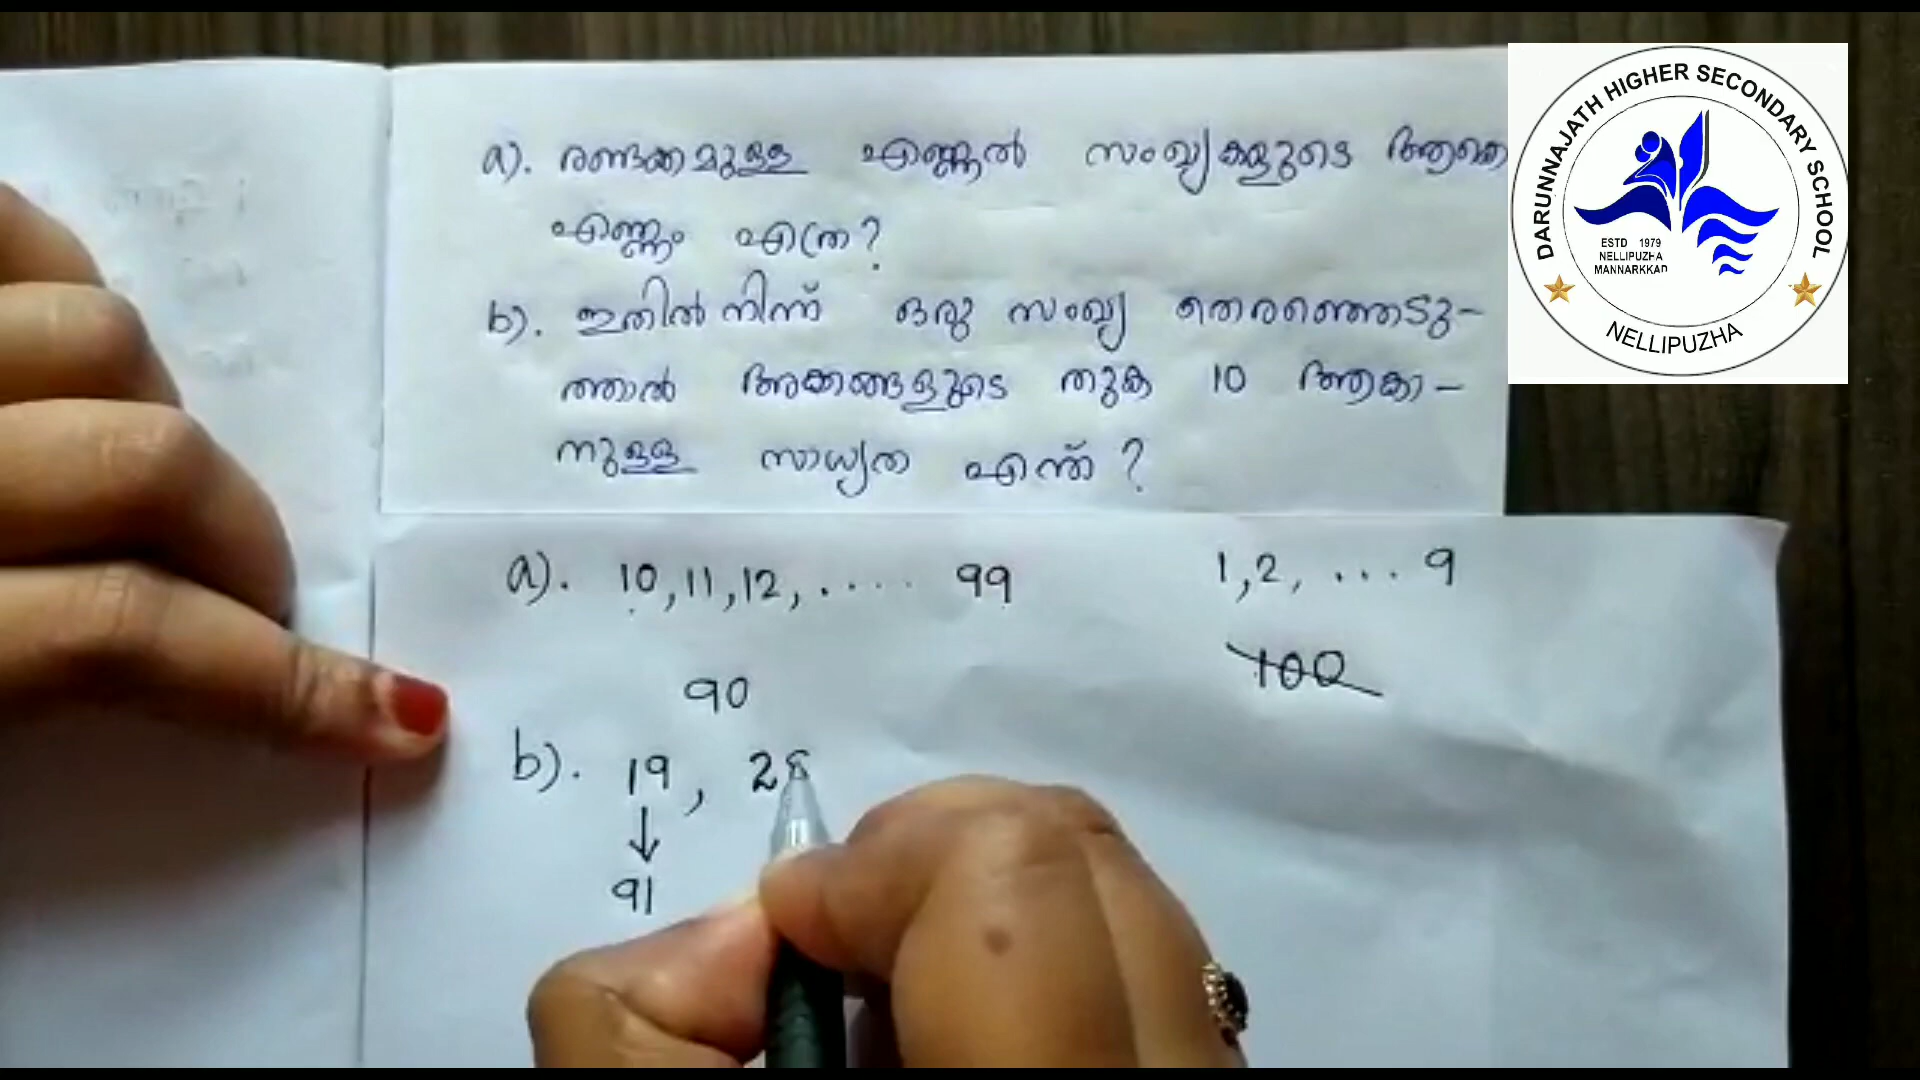 a). രണ്ടക്കമുള്ള എണ്ണൽ സംഖ്യകളുടെ ആകെ
എണ്ണം എത്ര?
b). ഇതിൽ നിന്ന് ഒരു സംഖ്യ തെരഞ്ഞെടു-
ത്താൽ അക്കങ്ങളുടെ തുക 10 ആകാ-
നുള്ള സാധ്യത എന്ത്?
DARUNNAJATH HIGHER SECONDARY SCHOOL
ESTD 1979
NELLIPUZHA
MANNARKKAD
NELLIPUZHA
a). 10, 11, 12, ..... 99
1, 2, ... 9
100
90
b). 19, 28
↓
91